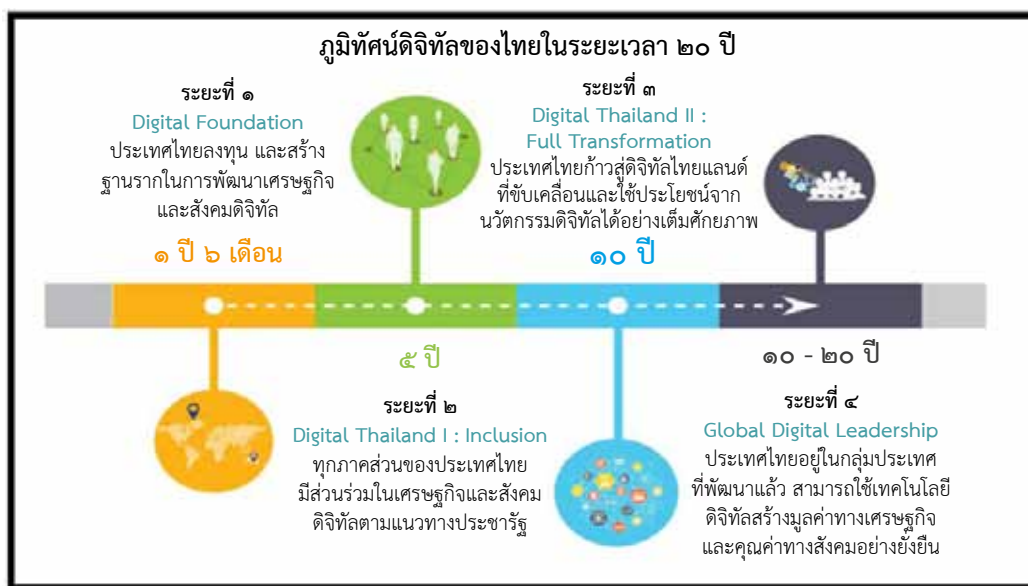 ภูมิทัศน์ดิจิทัลของไทยในระยะเวลา ๒๐ ปี
ระยะที่ ๑
Digital Foundation
ประเทศไทยลงทุน และสร้าง
ฐานรากในการพัฒนาเศรษฐกิจ
และสังคมดิจิทัล
๑ ปี ๖ เดือน
๕ ปี
ระยะที่ ๒
Digital Thailand I : Inclusion
ทุกภาคส่วนของประเทศไทย
มีส่วนร่วมในเศรษฐกิจและสังคม
ดิจิทัลตามแนวทางประชารัฐ
ระยะที่ ๓
Digital Thailand II :
Full Transformation
ประเทศไทยก้าวสู่ดิจิทัลไทยแลนด์
ที่ขับเคลื่อนและใช้ประโยชน์จาก
นวัตกรรมดิจิทัลได้อย่างเต็มศักยภาพ
๑๐ ปี
๑๐ - ๒๐ ปี
ระยะที่ ๔
Global Digital Leadership
ประเทศไทยอยู่ในกลุ่มประเทศ
ที่พัฒนาแล้ว สามารถใช้เทคโนโลยี
ดิจิทัลสร้างมูลค่าทางเศรษฐกิจ
และคุณค่าทางสังคมอย่างยั่งยืน